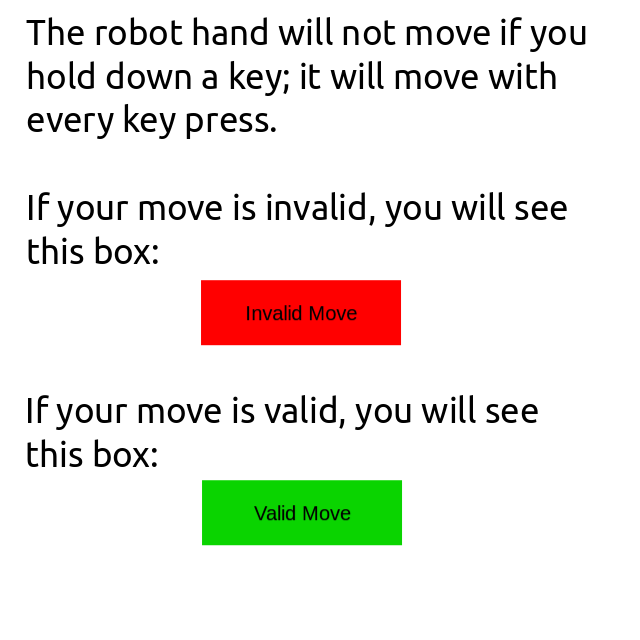 The robot hand will not move if you
hold down a key; it will move with
every key press.
If your move is invalid, you will see
this box:
Invalid Move
If your move is valid, you will see
this box:
Valid Move